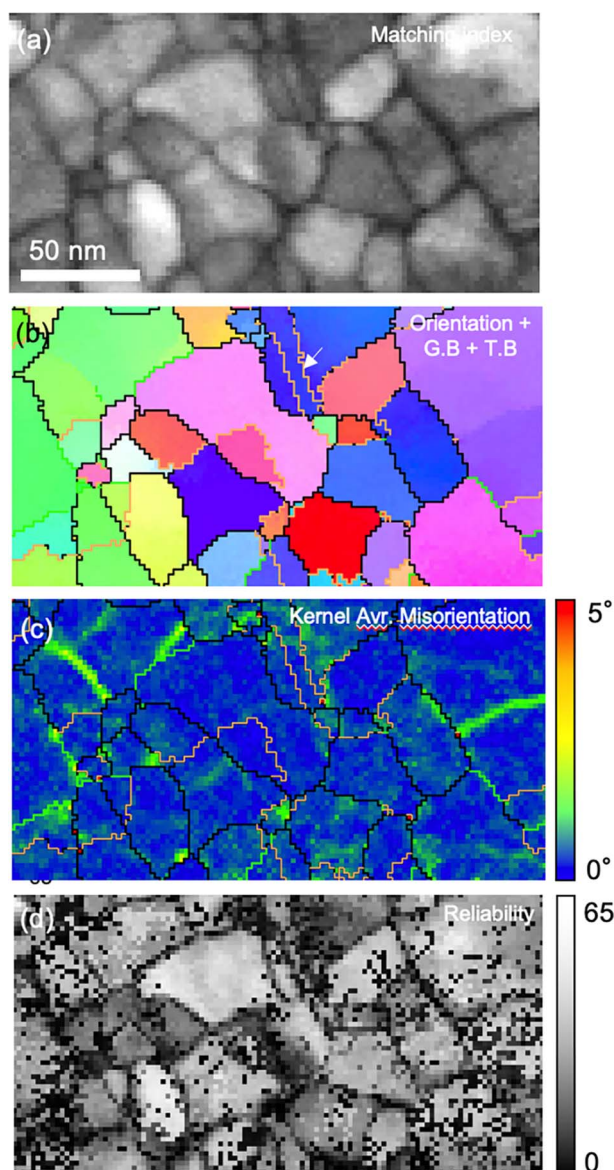 (a)
Matching index
50 nm
(b)
Orientation +
G.B + T.B
(c)
Kernel Avr. Misorientation
5°
0°
(d)
Reliability
65
0